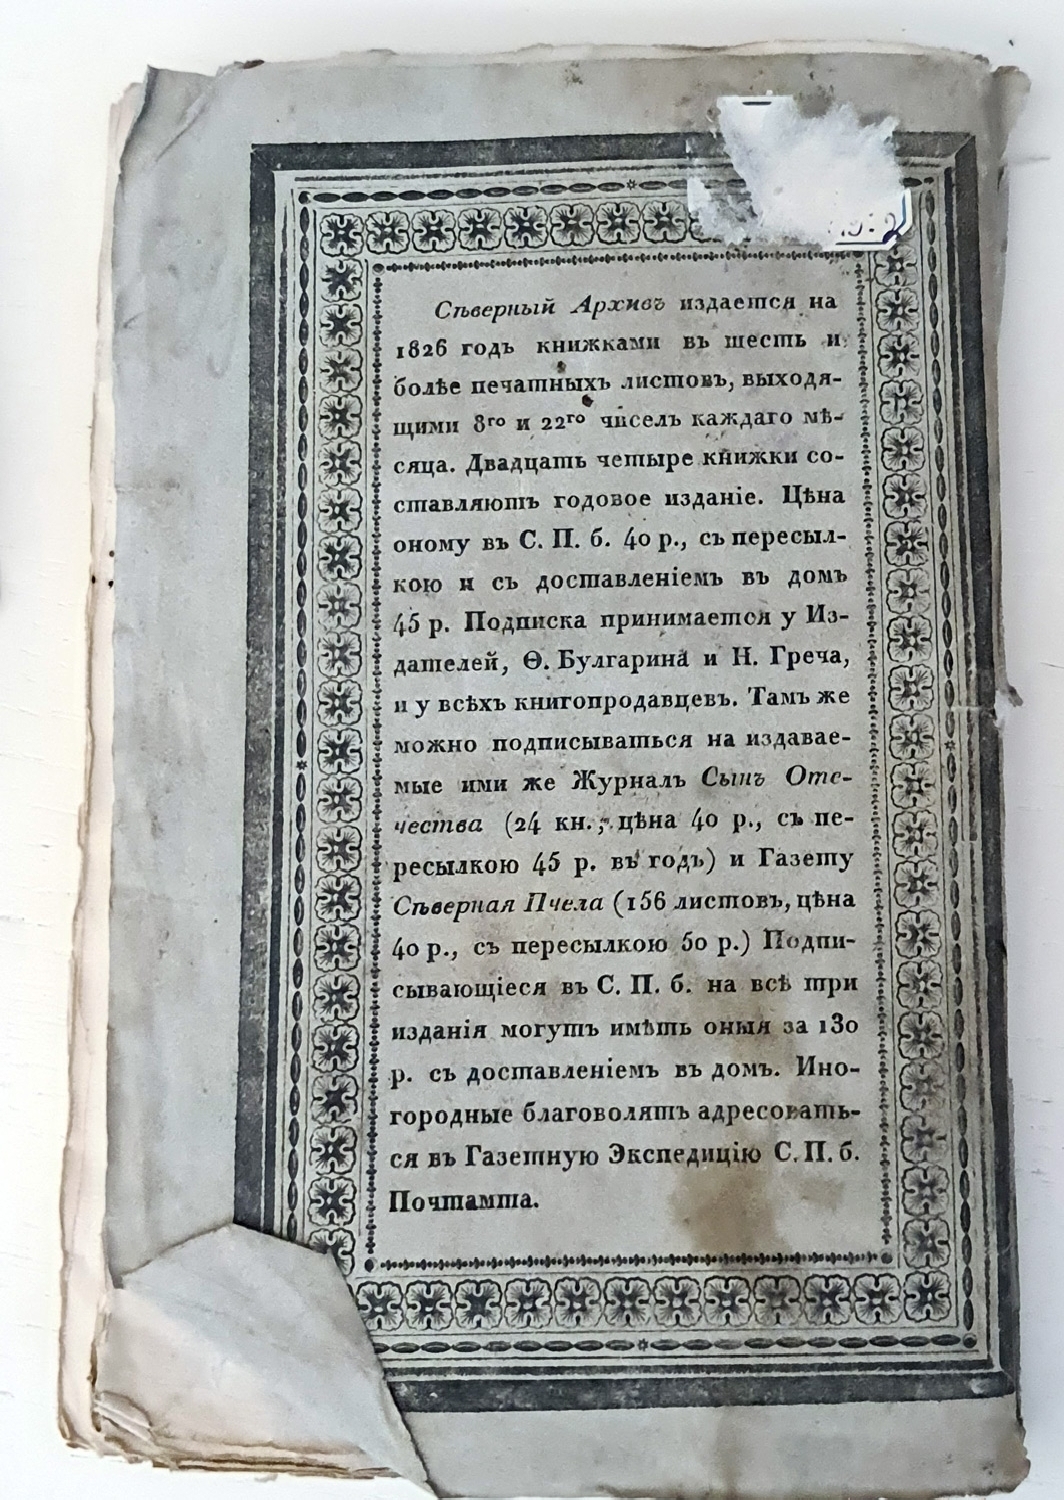 Сѣверный Архивъ издается на
1826 годъ книжками въ шесть и
болѣе печатныхъ листовъ, выходя-
щими 8го и 22го чиселъ каждаго мѣ-
сяца. Двадцать четыре книжки со-
ставляютъ годовое изданіе. Цѣна
оному въ С. П. б. 40 р., съ пересыл-
кою и съ доставленіемъ въ домъ
45 р. Подписка принимается у Из-
дателей, Ѳ. Булгарина и Н. Греча,
и у всѣхъ книгопродавцевъ. Тамъ же
можно подписываться на издавае-
мые ими же Журналъ Сынъ Оте-
чества (24 кн., цѣна 40 р., съ пе-
ресылкою 45 р. въ годъ) и Газету
Сѣверная Пчела (156 листовъ, цѣна
40 р., съ пересылкою 50 р.) Подпи-
сывающіеся въ С. П. б. на всѣ три
изданія могутъ имѣть оныя за 130
р. съ доставленіемъ въ домъ. Ино-
городные благоволятъ адресовать-
ся въ Газетную Экспедицію С. П. б.
Почтамта.